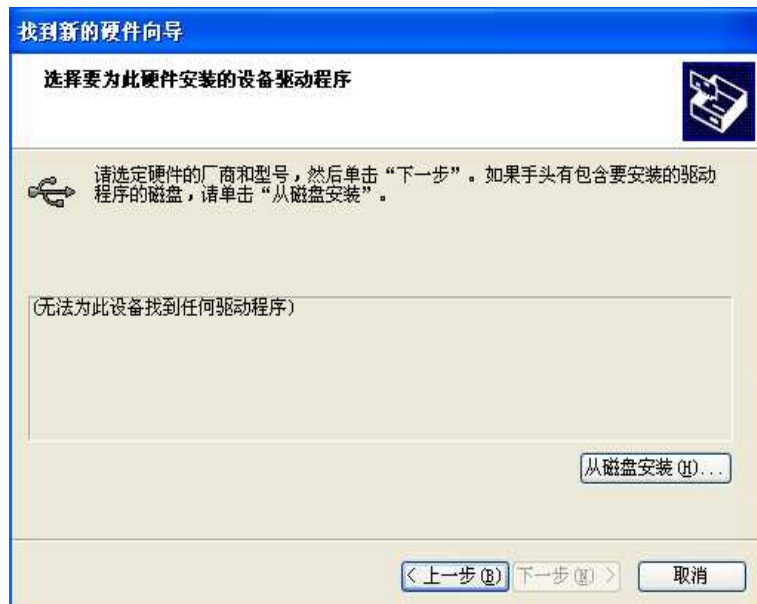 找到新的硬件向导
选择要为此硬件安装的设备驱动程序
请选定硬件的厂商和型号，然后单击“下一步”。如果手头有包含要安装的驱动
程序的磁盘，请单击“从磁盘安装”。
(无法为此设备找到任何驱动程序)
从磁盘安装(H)...
< 上一步(B) 下一步(N) > 取消